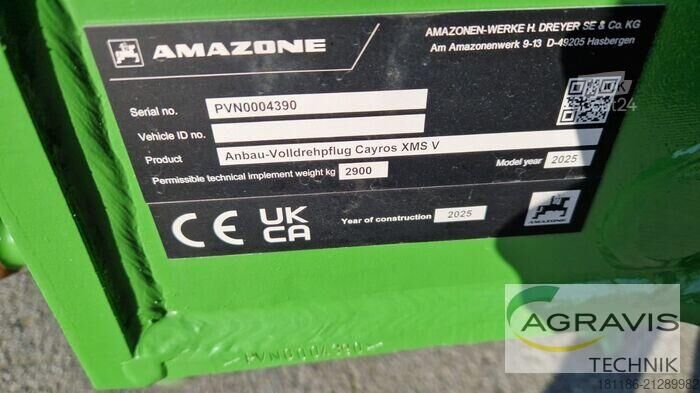 AMAZONE
AMAZONEN-WERKE H. DREYER SE & Co. KG
Am Amazonenwerk 9-13 D-49205 Hasbergen
Serial no. PVN0004390
Vehicle ID no.
Product Anbau-Volldrehpflug Cayros XMS V
Model year 2025
Permissible technical implement weight kg 2900
CE UK CA
Year of construction 2025
AMAZONE
PVN0004390
AGRAVIS
TECHNIK
181186-21289982